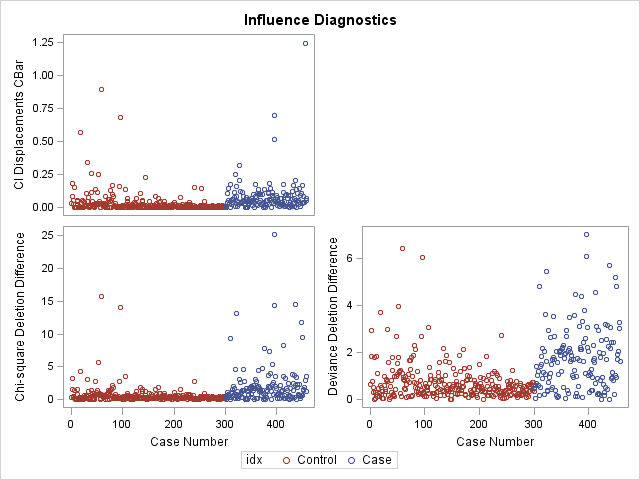 Influence Diagnostics
CI Displacements CBar
1.25
1.00
0.75
0.50
0.25
0.00
Chi-square Deletion Difference
25
20
15
10
5
0
0 100 200 300 400
Case Number
Deviance Deletion Difference
6
4
2
0
0 100 200 300 400
Case Number
idx Control Case